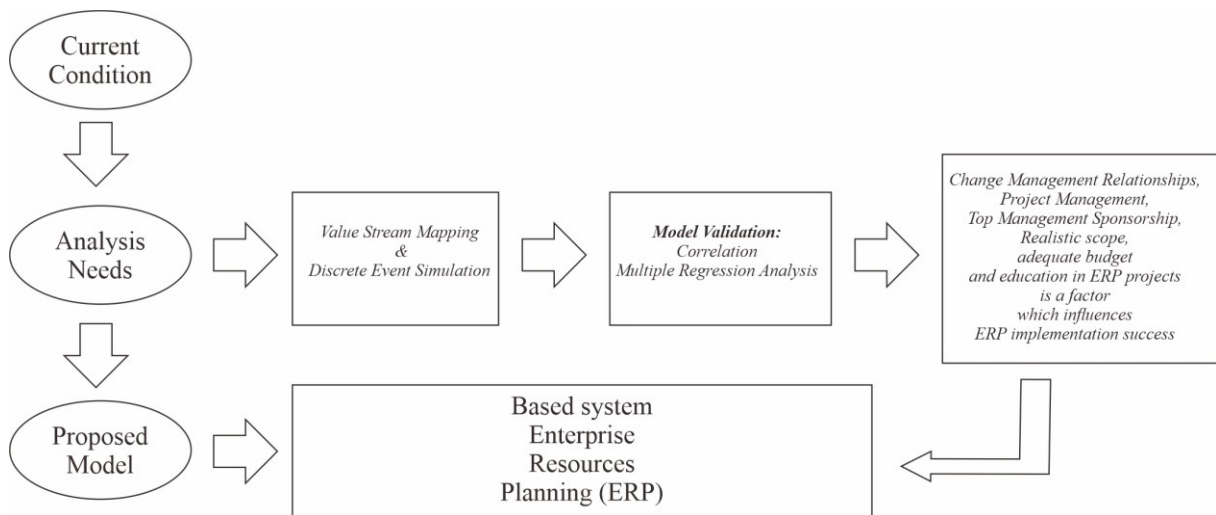 Current
Condition
Analysis
Needs
Value Stream Mapping
&
Discrete Event Simulation
Model Validation:
Correlation
Multiple Regression Analysis
Change Management Relationships,
Project Management,
Top Management Sponsorship,
Realistic scope,
adequate budget
and education in ERP projects
is a factor
which influences
ERP implementation success
Proposed
Model
Based system
Enterprise
Resources
Planning (ERP)